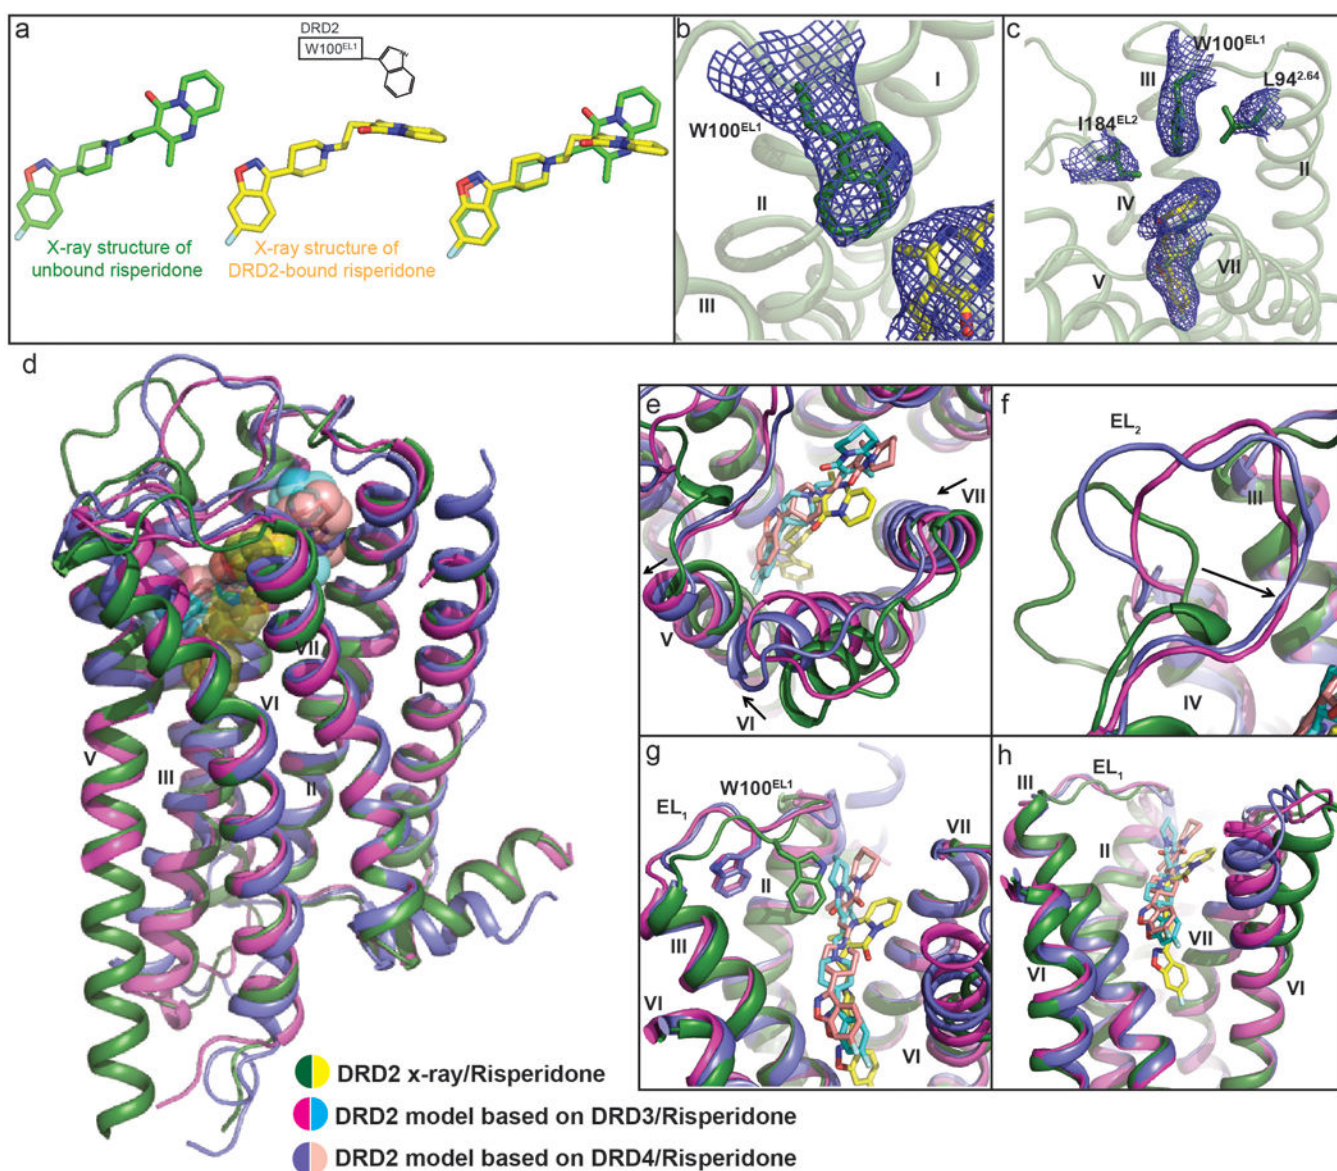 a
DRD2
W100EL1
N
X-ray structure of
unbound risperidone
X-ray structure of
DRD2-bound risperidone
b
I
W100EL1
II
III
c
W100EL1
III
L942.64
I184EL2
II
IV
V
VII
d
VII
VI
I
V
III
II
DRD2 x-ray/Risperidone
DRD2 model based on DRD3/Risperidone
DRD2 model based on DRD4/Risperidone
e
VII
V
VI
f
EL2
III
IV
g
W100EL1
EL1
VII
II
III
VI
VI
h
III
EL1
II
VII
VI
VI